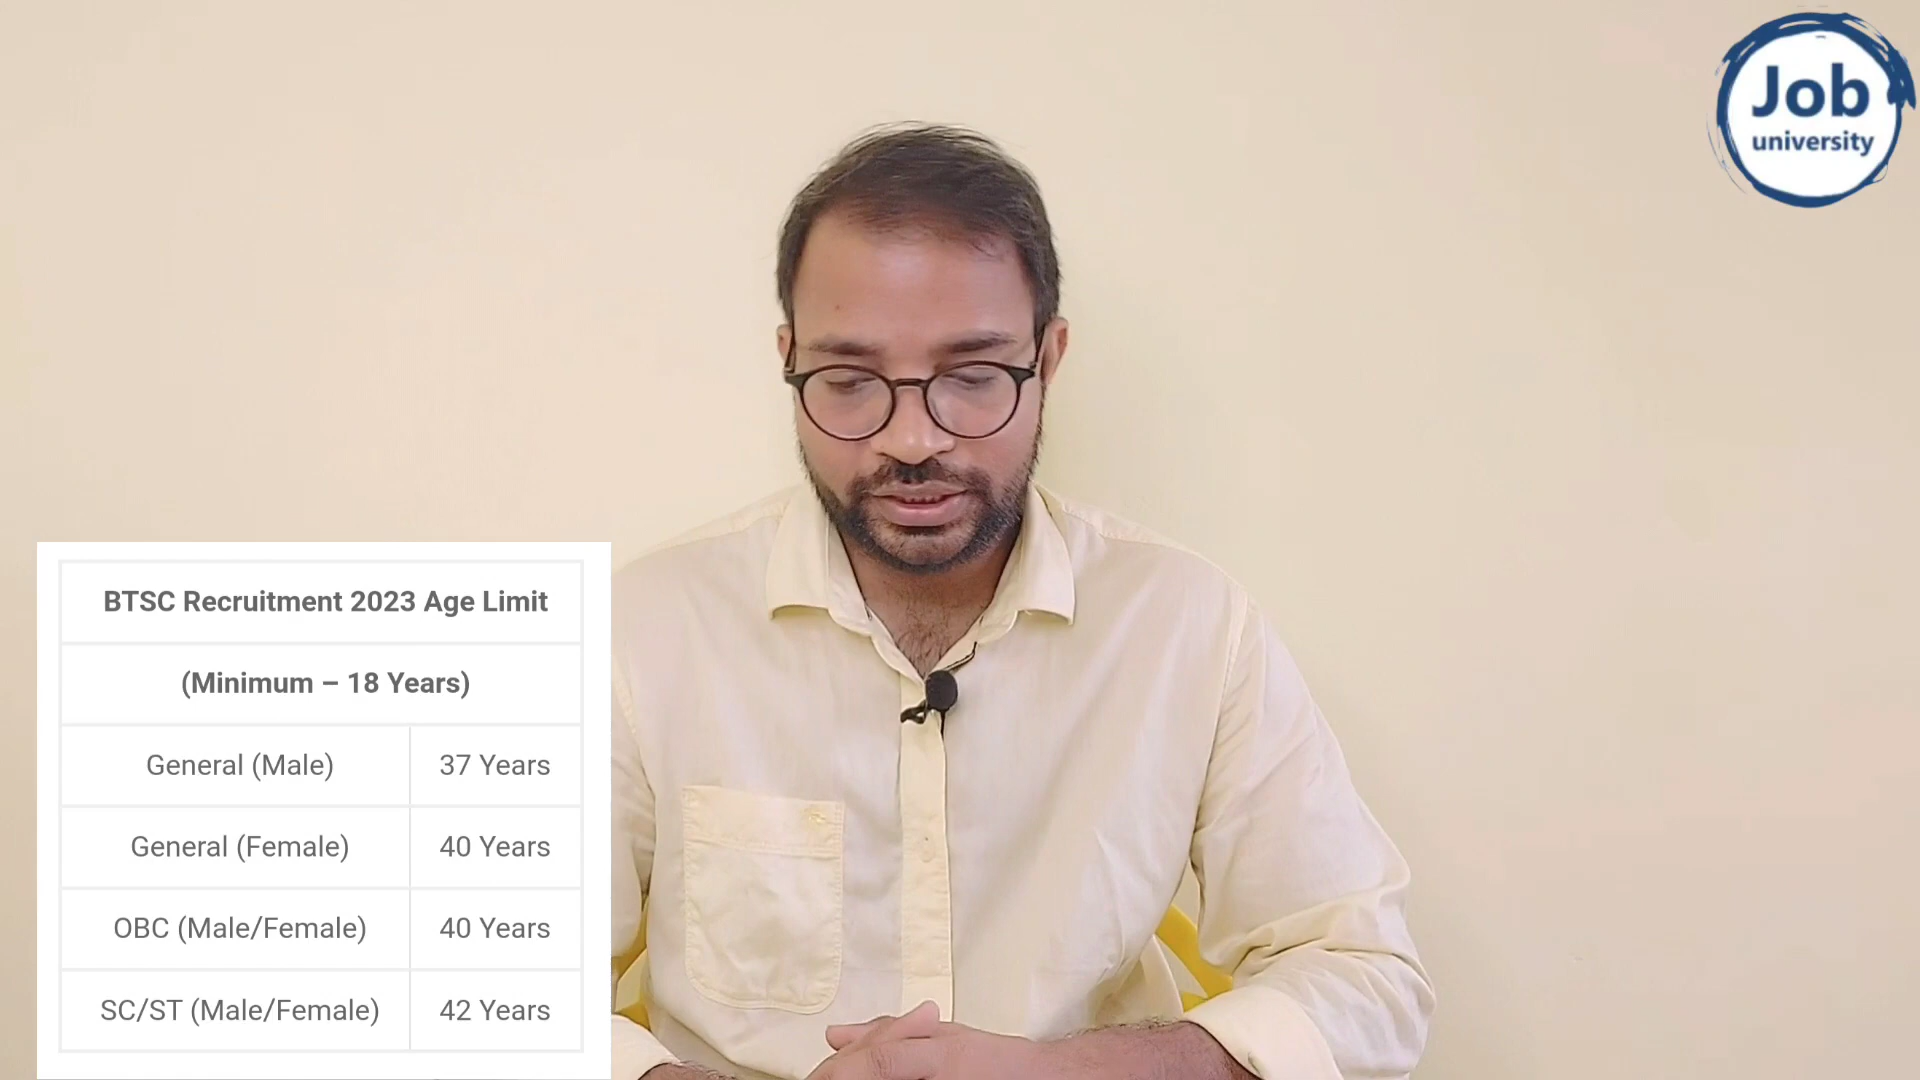 Job
university
BTSC Recruitment 2023 Age Limit
(Minimum – 18 Years)
General (Male) 37 Years
General (Female) 40 Years
OBC (Male/Female) 40 Years
SC/ST (Male/Female) 42 Years